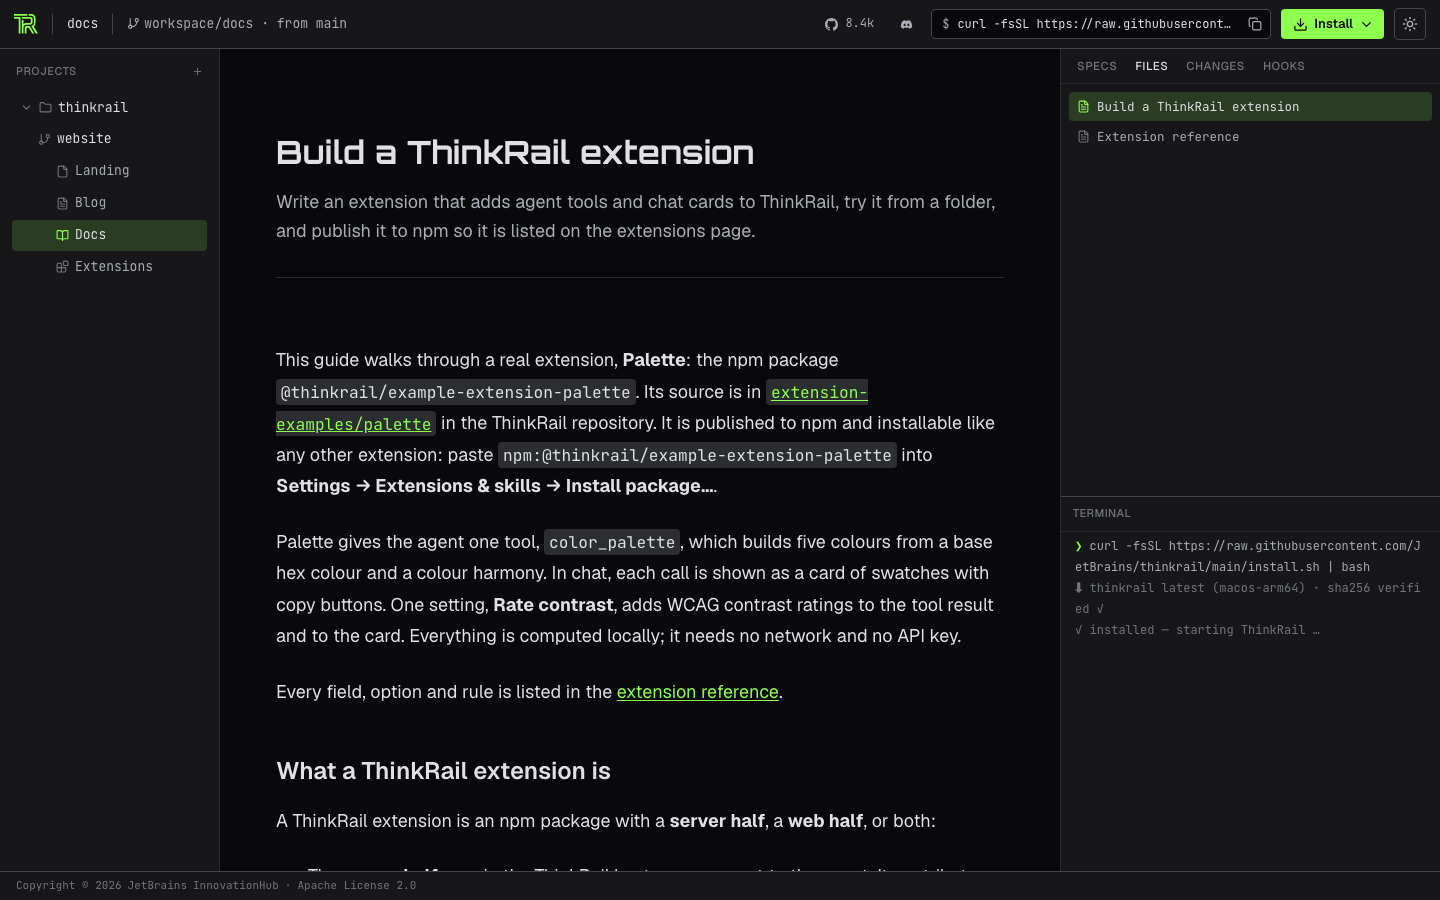 TR docs workspace/docs · from main 8.4k $ curl -fsSL https://raw.githubusercont… Install
PROJECTS +
thinkrail
website
Landing
Blog
Docs
Extensions
Build a ThinkRail extension
Write an extension that adds agent tools and chat cards to ThinkRail, try it from a folder,
and publish it to npm so it is listed on the extensions page.
This guide walks through a real extension, Palette: the npm package
@thinkrail/example-extension-palette. Its source is in extension-
examples/palette in the ThinkRail repository. It is published to npm and installable like
any other extension: paste npm:@thinkrail/example-extension-palette into
Settings → Extensions & skills → Install package….
Palette gives the agent one tool, color_palette, which builds five colours from a base
hex colour and a colour harmony. In chat, each call is shown as a card of swatches with
copy buttons. One setting, Rate contrast, adds WCAG contrast ratings to the tool result
and to the card. Everything is computed locally; it needs no network and no API key.
Every field, option and rule is listed in the extension reference.
What a ThinkRail extension is
A ThinkRail extension is an npm package with a server half, a web half, or both:
SPECS FILES CHANGES HOOKS
Build a ThinkRail extension
Extension reference
TERMINAL
❯ curl -fsSL https://raw.githubusercontent.com/J
etBrains/thinkrail/main/install.sh | bash
⬇ thinkrail latest (macos-arm64) · sha256 verifi
ed √
√ installed — starting ThinkRail …
Copyright © 2026 JetBrains InnovationHub · Apache License 2.0